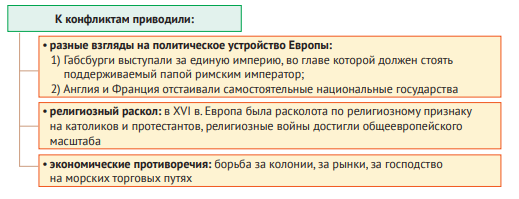 К конфликтам приводили:
• разные взгляды на политическое устройство Европы:
1) Габсбурги выступали за единую империю, во главе которой должен стоять
поддерживаемый папой римским император;
2) Англия и Франция отстаивали самостоятельные национальные государства
• религиозный раскол: в XVI в. Европа была расколота по религиозному признаку
на католиков и протестантов, религиозные войны достигли общеевропейского
масштаба
• экономические противоречия: борьба за колонии, за рынки, за господство
на морских торговых путях